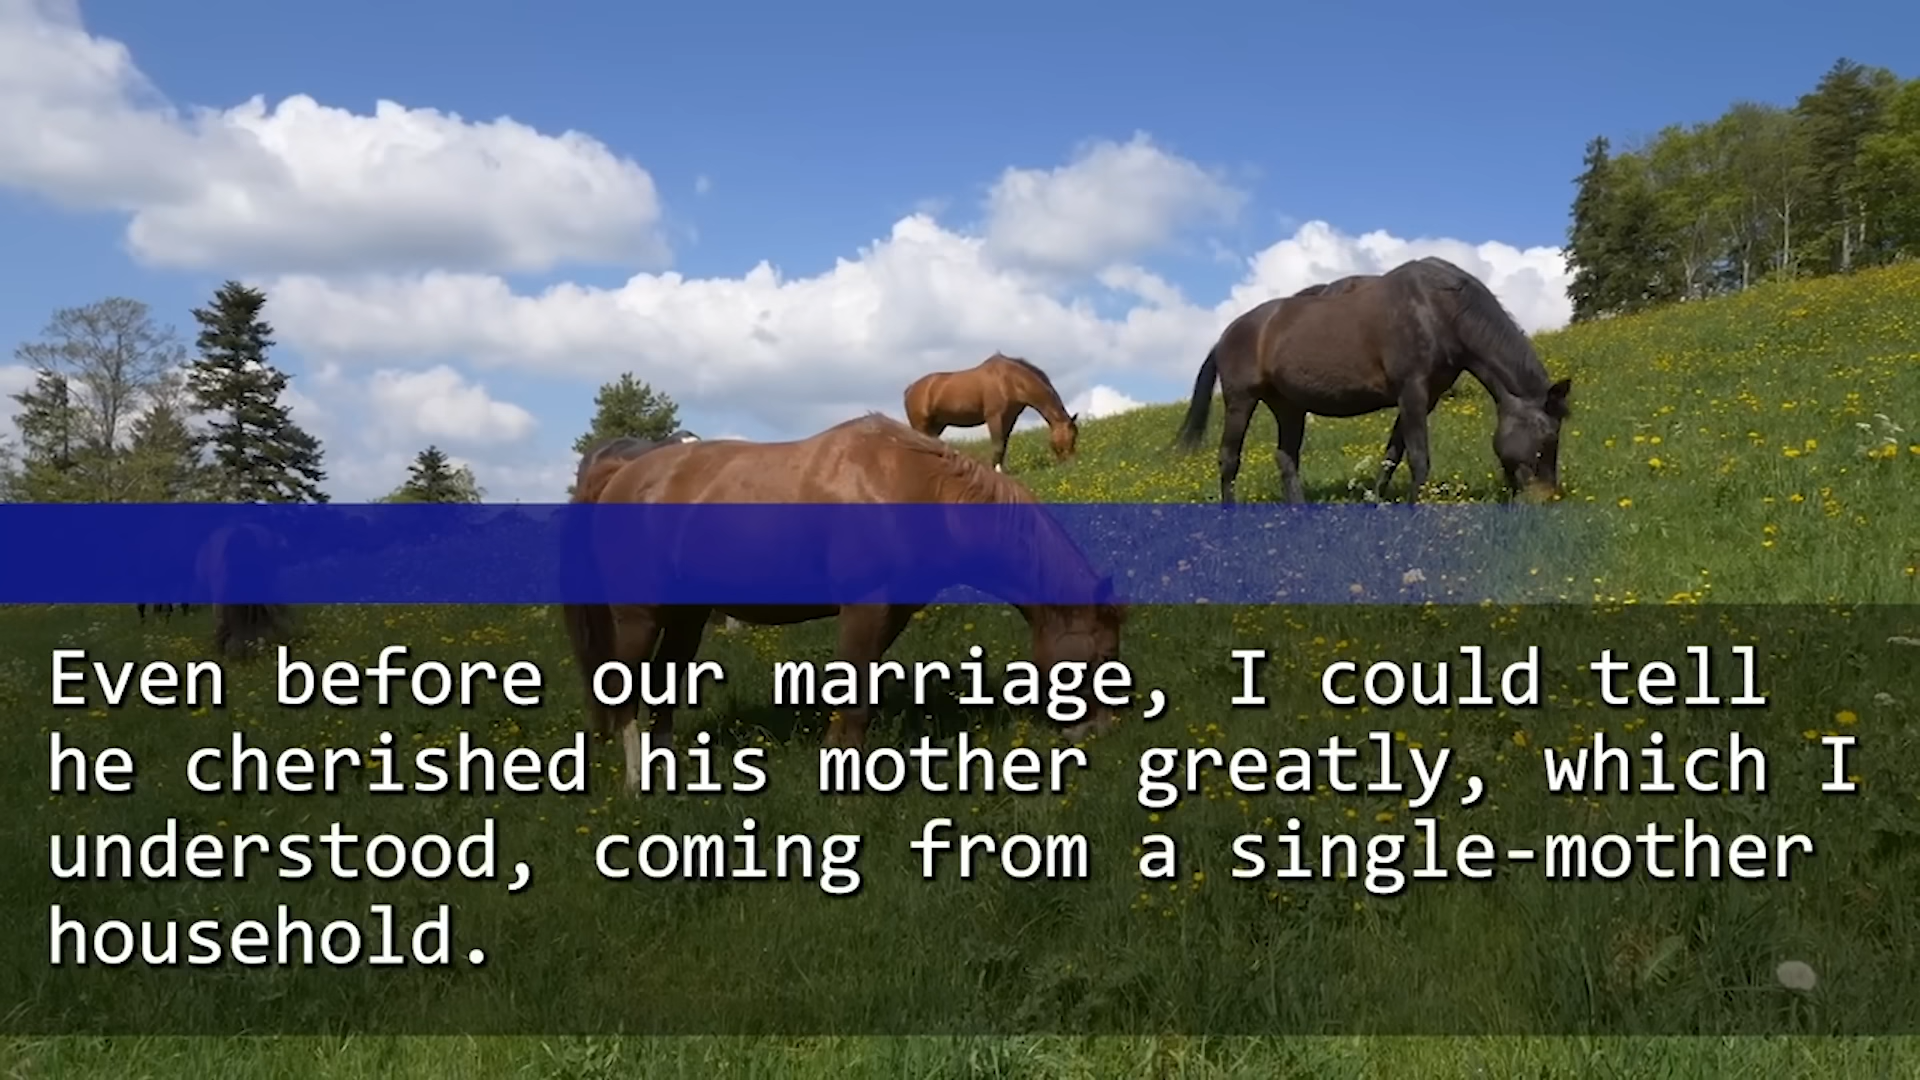 Even before our marriage, I could tell
he cherished his mother greatly, which I
understood, coming from a single-mother
household.